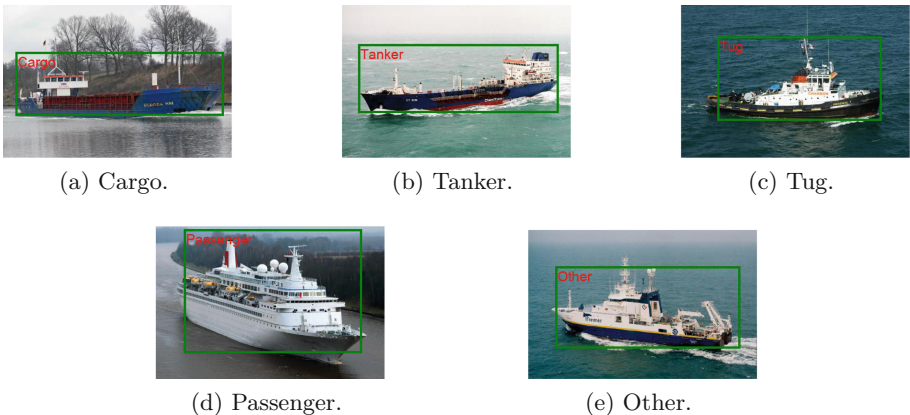 Cargo
Tanker
Tug
(a) Cargo.
(b) Tanker.
(c) Tug.
Passenger
Other
(d) Passenger.
(e) Other.